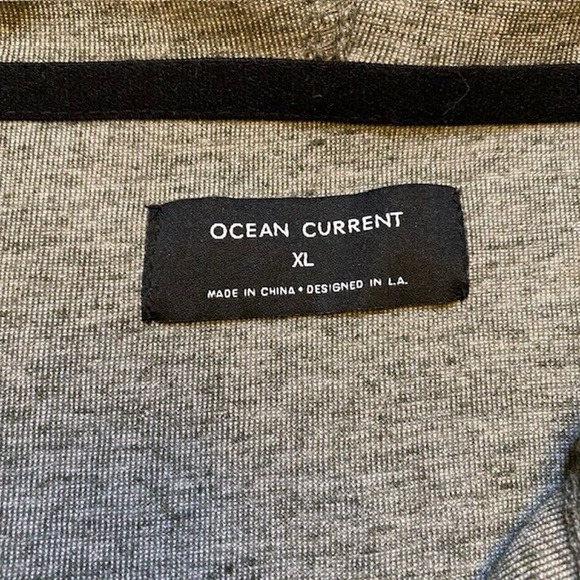 OCEAN CURRENT
XL
MADE IN CHINA • DESIGNED IN L.A.